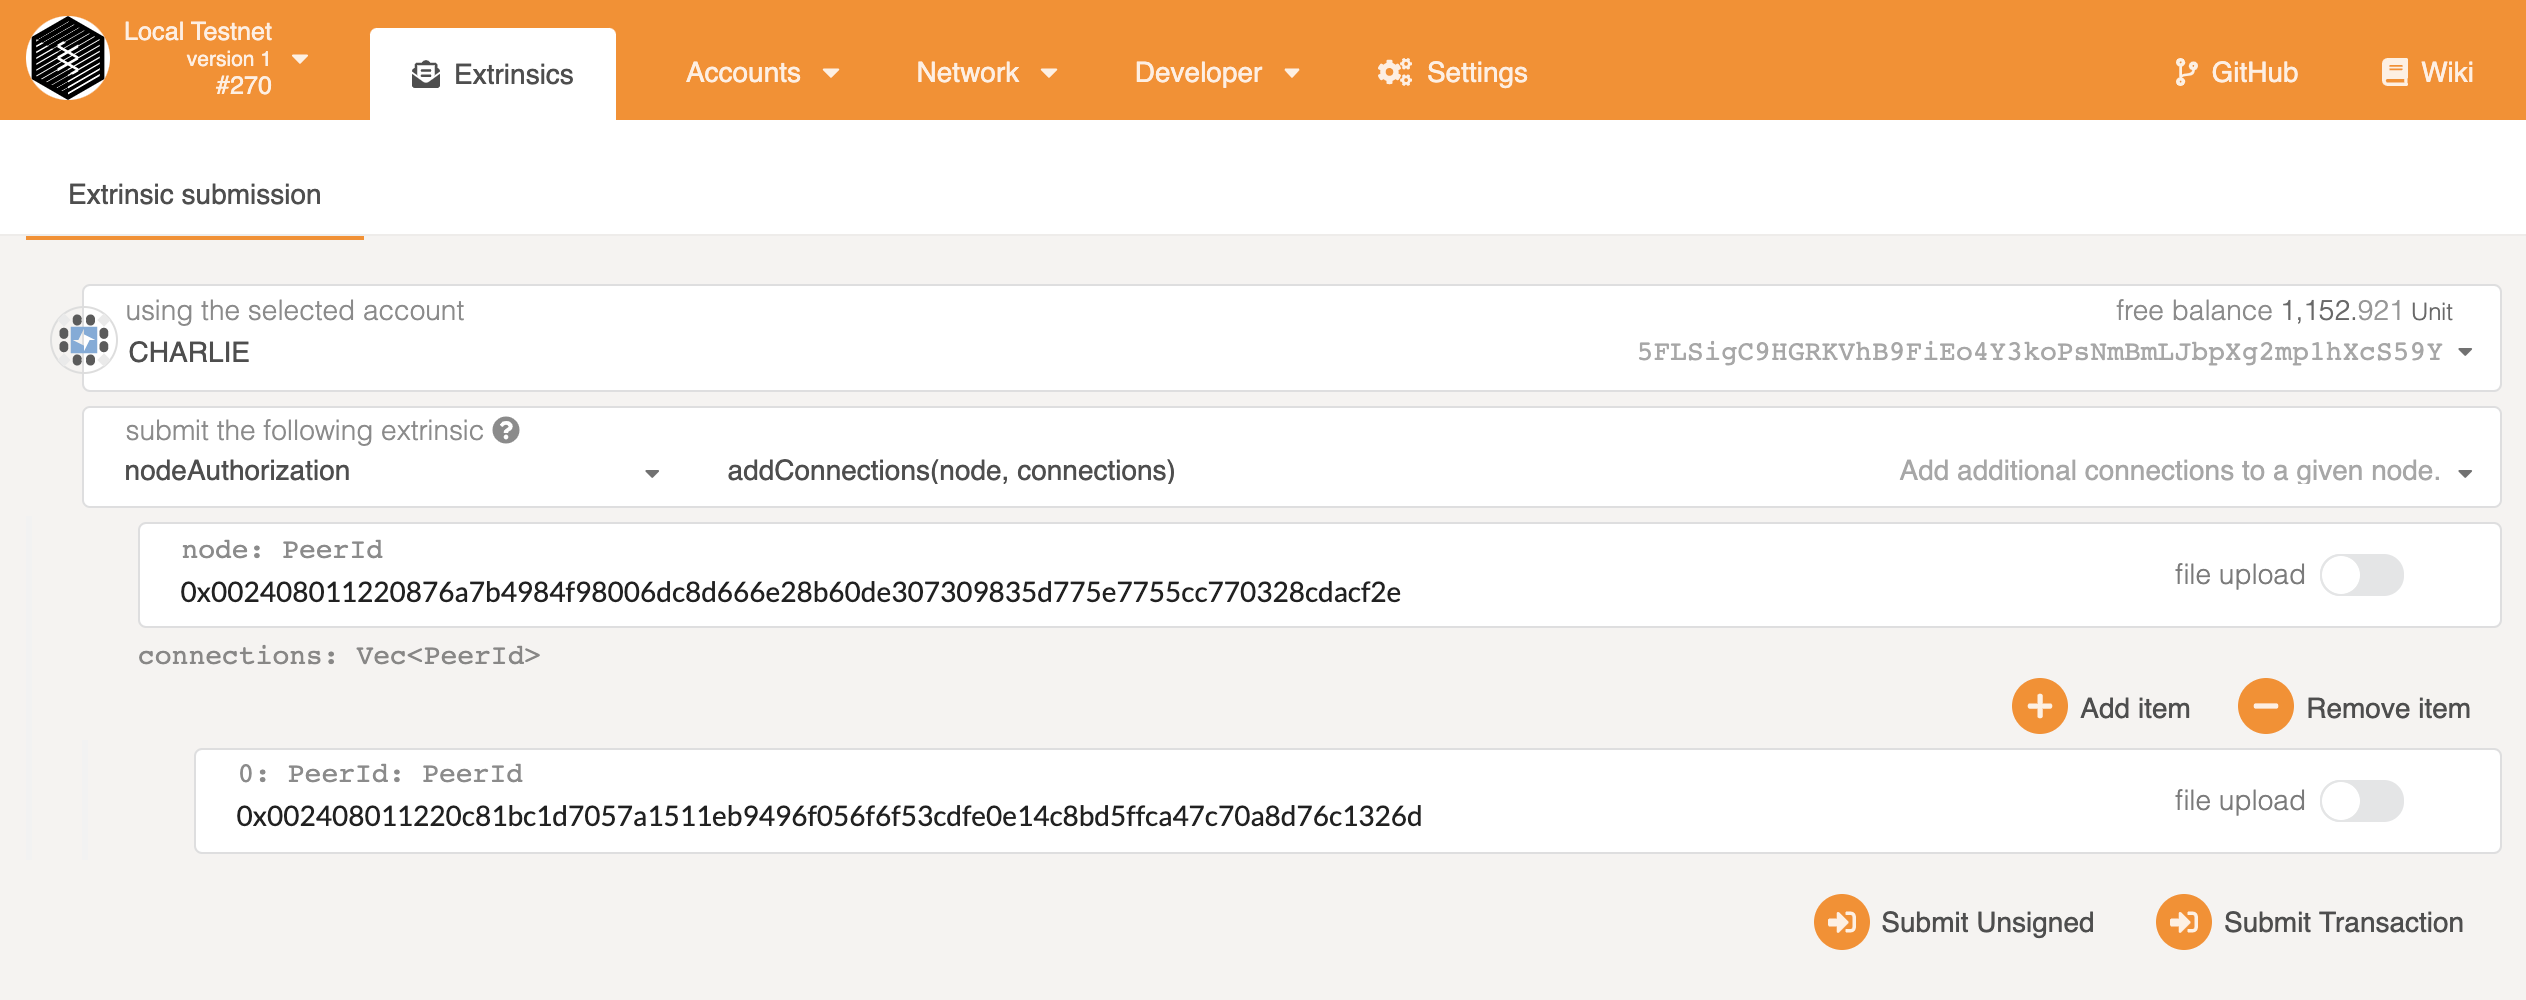 Local Testnet
version 1
#270
Extrinsics
Accounts
Network
Developer
Settings
GitHub
Wiki
Extrinsic submission
using the selected account
free balance 1,152.921 Unit
CHARLIE
5FLSigC9HGRKVhB9FiEo4Y3koPsNmBmLJbpXg2mp1hXcS59Y
submit the following extrinsic ?
nodeAuthorization
addConnections(node, connections)
Add additional connections to a given node.
node: PeerId
0x002408011220876a7b4984f98006dc8d666e28b60de307309835d775e7755cc770328cdacf2e
file upload
connections: Vec<PeerId>
Add item
Remove item
0: PeerId: PeerId
0x002408011220c81bc1d7057a1511eb9496f056f6f53cdfe0e14c8bd5ffca47c70a8d76c1326d
file upload
Submit Unsigned
Submit Transaction